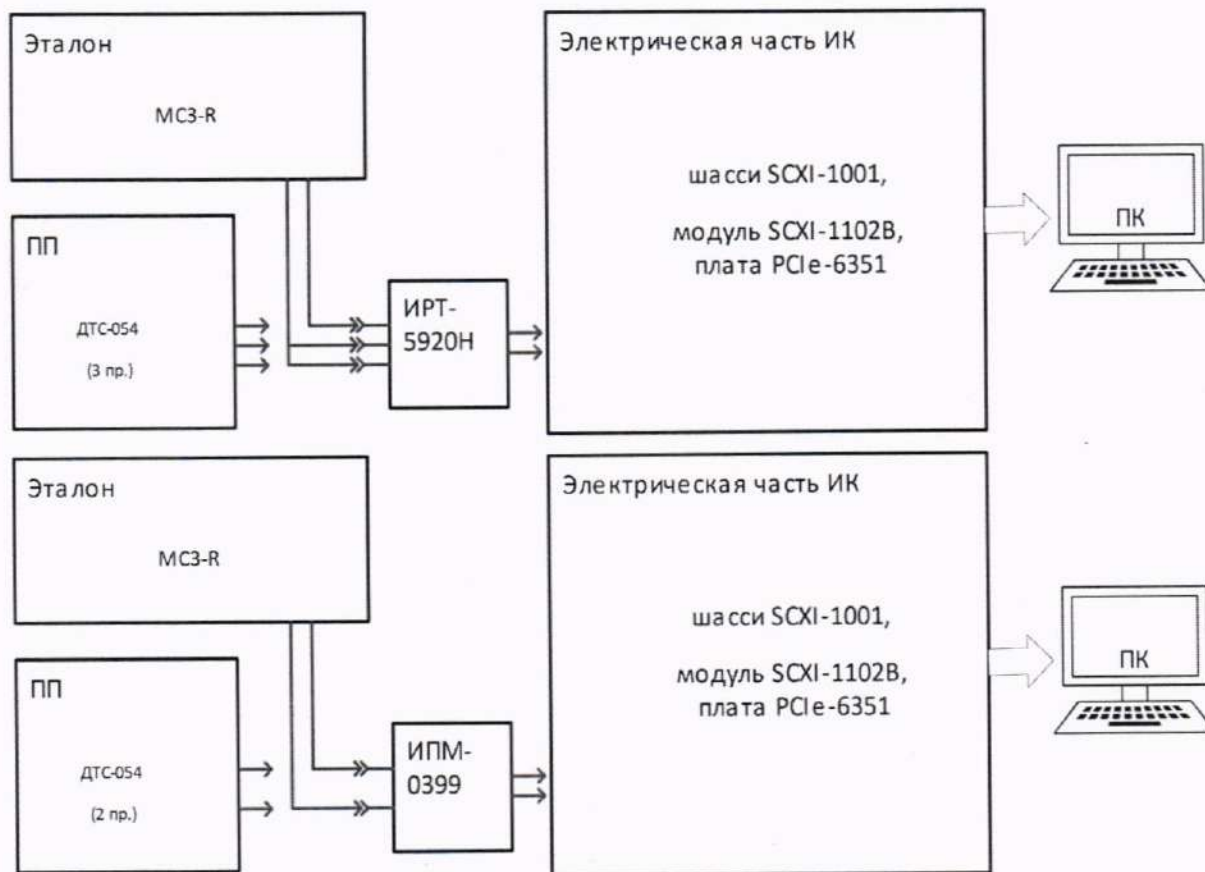 Эталон
МС3-R
Электрическая часть ИК
шасси SCXI-1001,
модуль SCXI-1102B,
плата PCIe-6351
ПК
ПП
ДТС-054
(3 пр.)
ИРТ-
5920Н
Эталон
МС3-R
Электрическая часть ИК
шасси SCXI-1001,
модуль SCXI-1102B,
плата PCIe-6351
ПК
ПП
ДТС-054
(2 пр.)
ИПМ-
0399